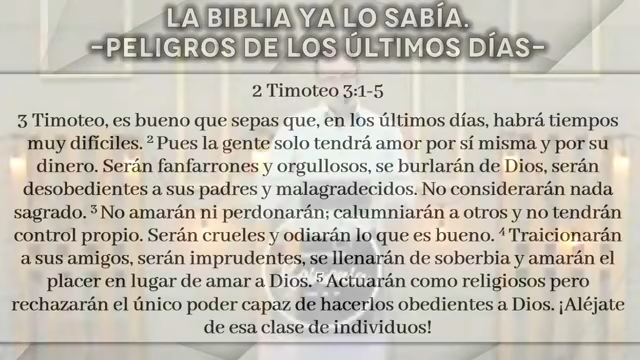 LA BIBLIA YA LO SABÍA.
-PELIGROS DE LOS ÚLTIMOS DÍAS-
2 Timoteo 3:1-5
3 Timoteo, es bueno que sepas que, en los últimos días, habrá tiempos
muy difíciles. ² Pues la gente solo tendrá amor por sí misma y por su
dinero. Serán fanfarrones y orgullosos, se burlarán de Dios, serán
desobedientes a sus padres y malagradecidos. No considerarán nada
sagrado. ³ No amarán ni perdonarán; calumniarán a otros y no tendrán
control propio. Serán crueles y odiarán lo que es bueno. ⁴ Traicionarán
a sus amigos, serán imprudentes, se llenarán de soberbia y amarán el
placer en lugar de amar a Dios. ⁵ Actuarán como religiosos pero
rechazarán el único poder capaz de hacerlos obedientes a Dios. ¡Aléjate
de esa clase de individuos!